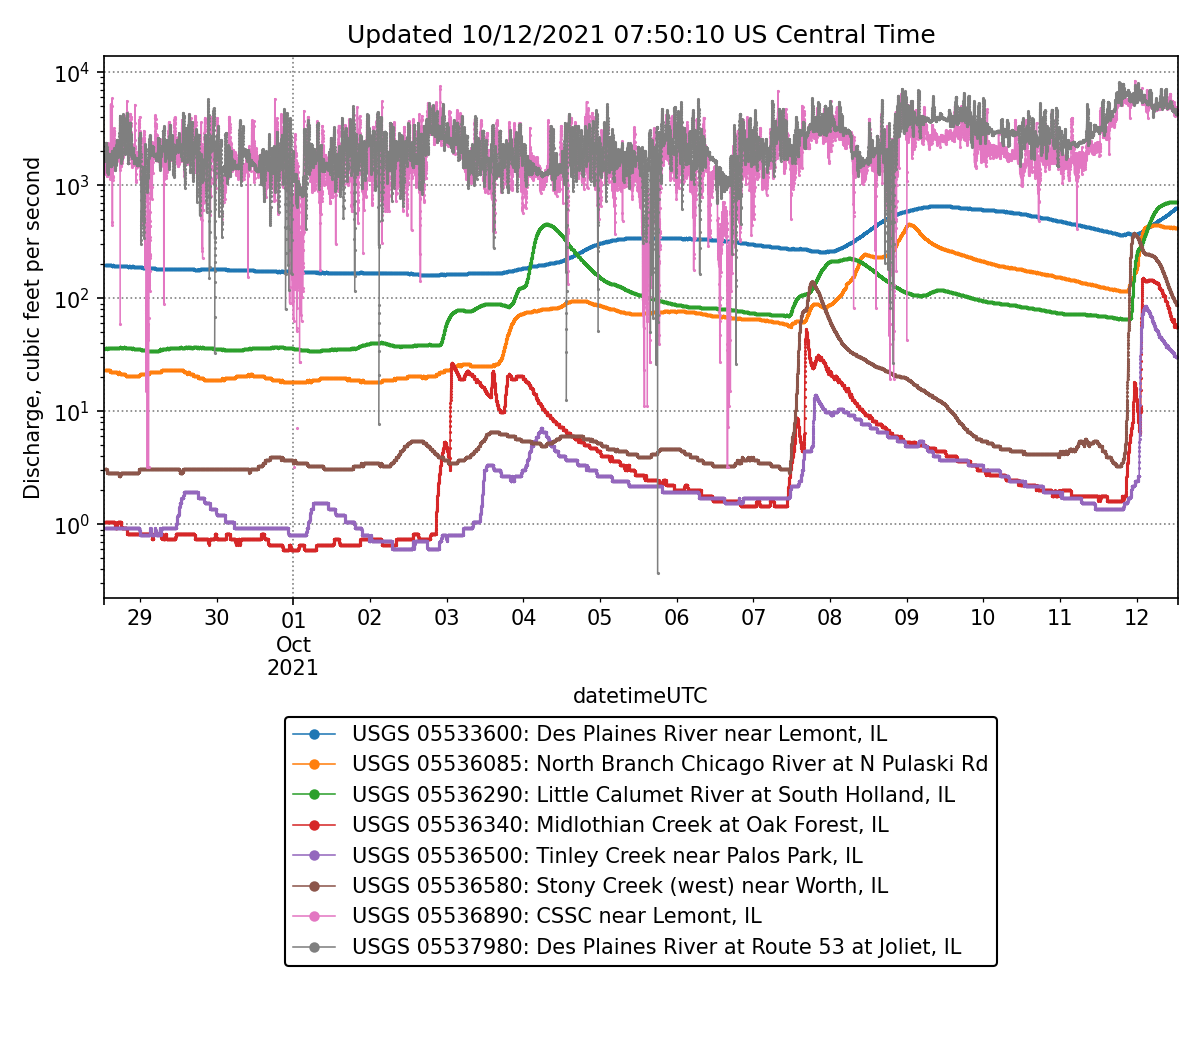 Updated 10/12/2021 07:50:10 US Central Time
Discharge, cubic feet per second
10^4
10^3
10^2
10^1
10^0
29 30 01 02 03 04 05 06 07 08 09 10 11 12
Oct
2021
datetimeUTC
USGS 05533600: Des Plaines River near Lemont, IL
USGS 05536085: North Branch Chicago River at N Pulaski Rd
USGS 05536290: Little Calumet River at South Holland, IL
USGS 05536340: Midlothian Creek at Oak Forest, IL
USGS 05536500: Tinley Creek near Palos Park, IL
USGS 05536580: Stony Creek (west) near Worth, IL
USGS 05536890: CSSC near Lemont, IL
USGS 05537980: Des Plaines River at Route 53 at Joliet, IL